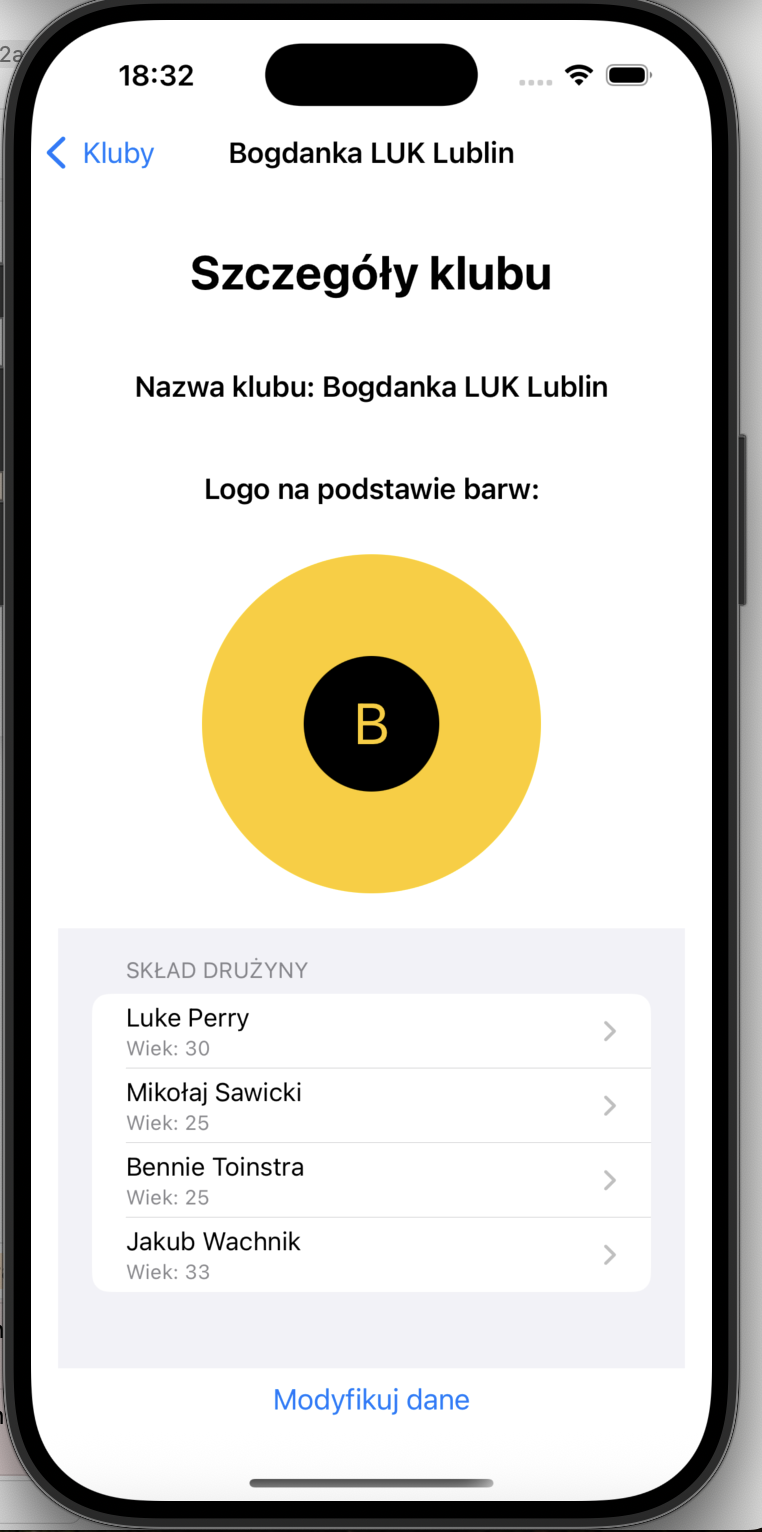 18:32
Kluby
Bogdanka LUK Lublin
Szczegóły klubu
Nazwa klubu: Bogdanka LUK Lublin
Logo na podstawie barw:
B
SKŁAD DRUŻYNY
Luke Perry
Wiek: 30
Mikołaj Sawicki
Wiek: 25
Bennie Toinstra
Wiek: 25
Jakub Wachnik
Wiek: 33
Modyfikuj dane